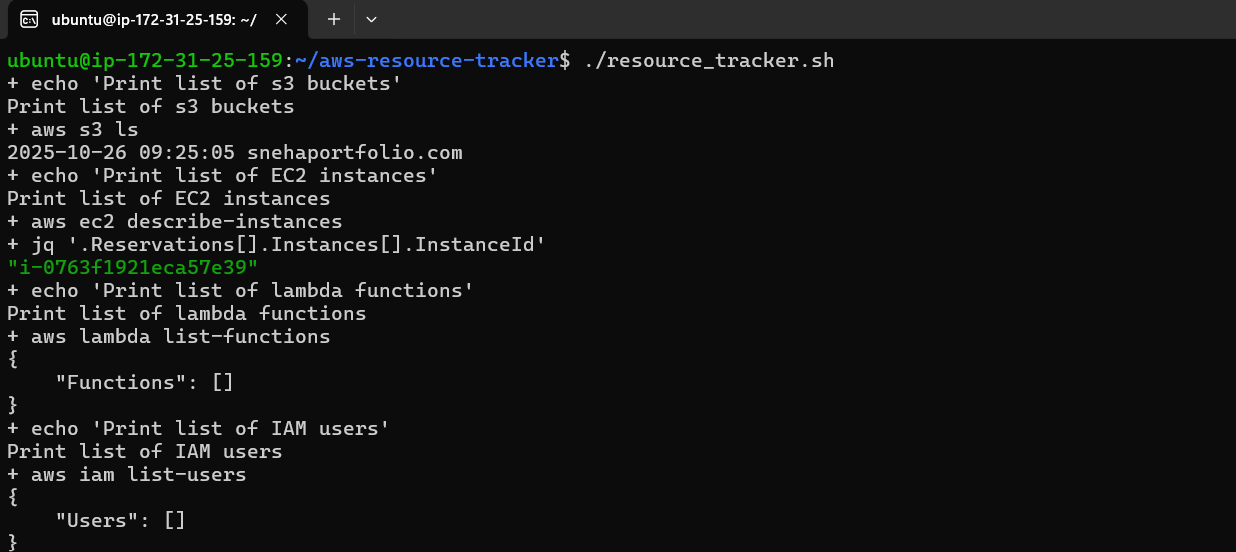 ubuntu@ip-172-31-25-159: ~/
ubuntu@ip-172-31-25-159:~/aws-resource-tracker$ ./resource_tracker.sh
+ echo 'Print list of s3 buckets'
Print list of s3 buckets
+ aws s3 ls
2025-10-26 09:25:05 snehaportfolio.com
+ echo 'Print list of EC2 instances'
Print list of EC2 instances
+ aws ec2 describe-instances
+ jq '.Reservations[].Instances[].InstanceId'
"i-0763f1921eca57e39"
+ echo 'Print list of lambda functions'
Print list of lambda functions
+ aws lambda list-functions
{
    "Functions": []
}
+ echo 'Print list of IAM users'
Print list of IAM users
+ aws iam list-users
{
    "Users": []
}